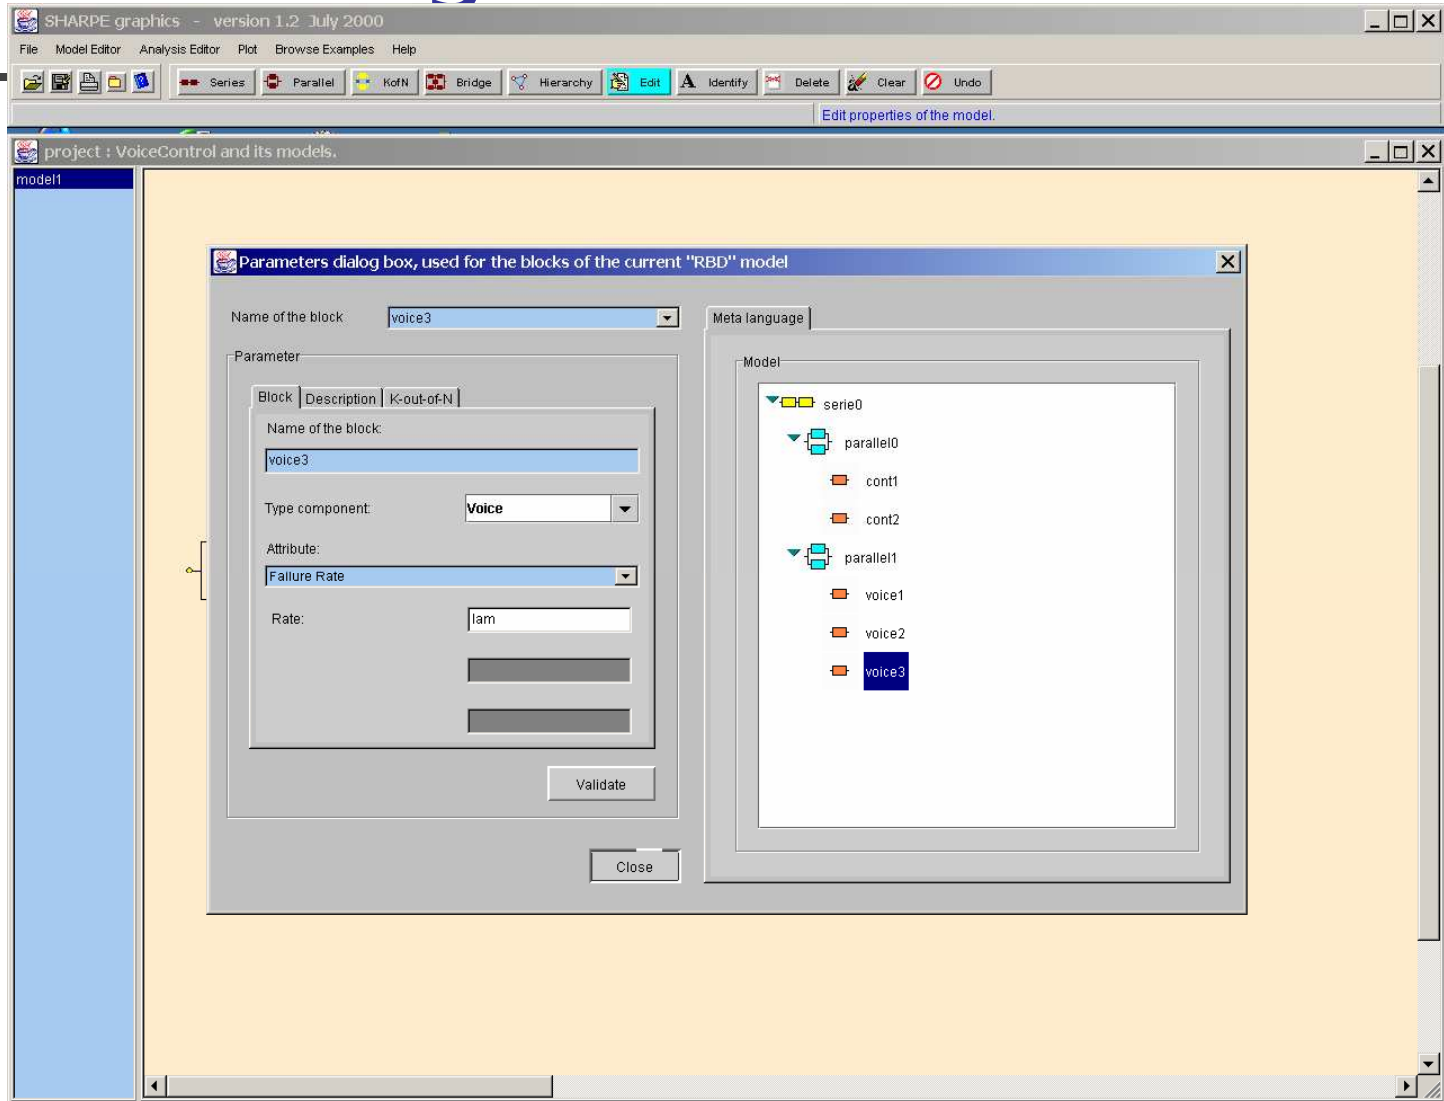 SHARPE graphics - version 1.2 July 2000
File Model Editor Analysis Editor Plot Browse Examples Help
Series Parallel KofN Bridge Hierarchy Edit A Identify Delete Clear Undo
Edit properties of the model.
project : VoiceControl and its models.
model1
Parameters dialog box, used for the blocks of the current "RBD" model
Name of the block voice3
Parameter
Block Description K-out-of-N
Name of the block:
voice3
Type component: Voice
Attribute:
Failure Rate
Rate: lam
Validate
Close
Meta language
Model
serie0
parallel0
cont1
cont2
parallel1
voice1
voice2
voice3